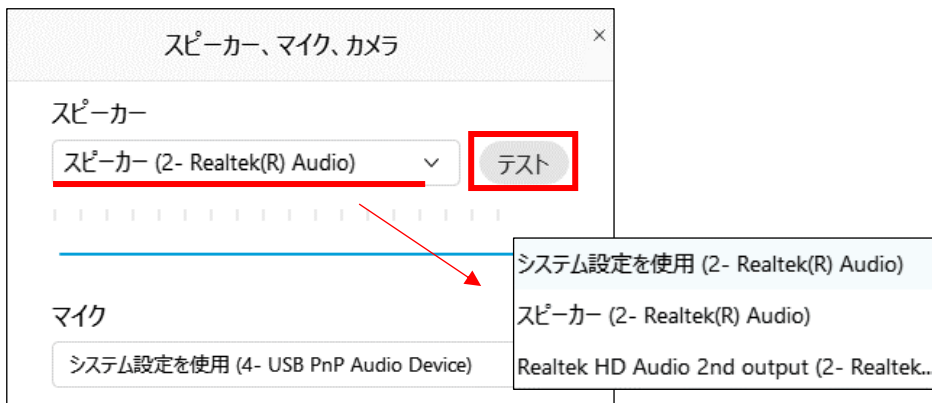 スピーカー、マイク、カメラ
×
スピーカー
スピーカー (2- Realtek(R) Audio)
テスト
システム設定を使用 (2- Realtek(R) Audio)
スピーカー (2- Realtek(R) Audio)
Realtek HD Audio 2nd output (2- Realtek...
マイク
システム設定を使用 (4- USB PnP Audio Device)